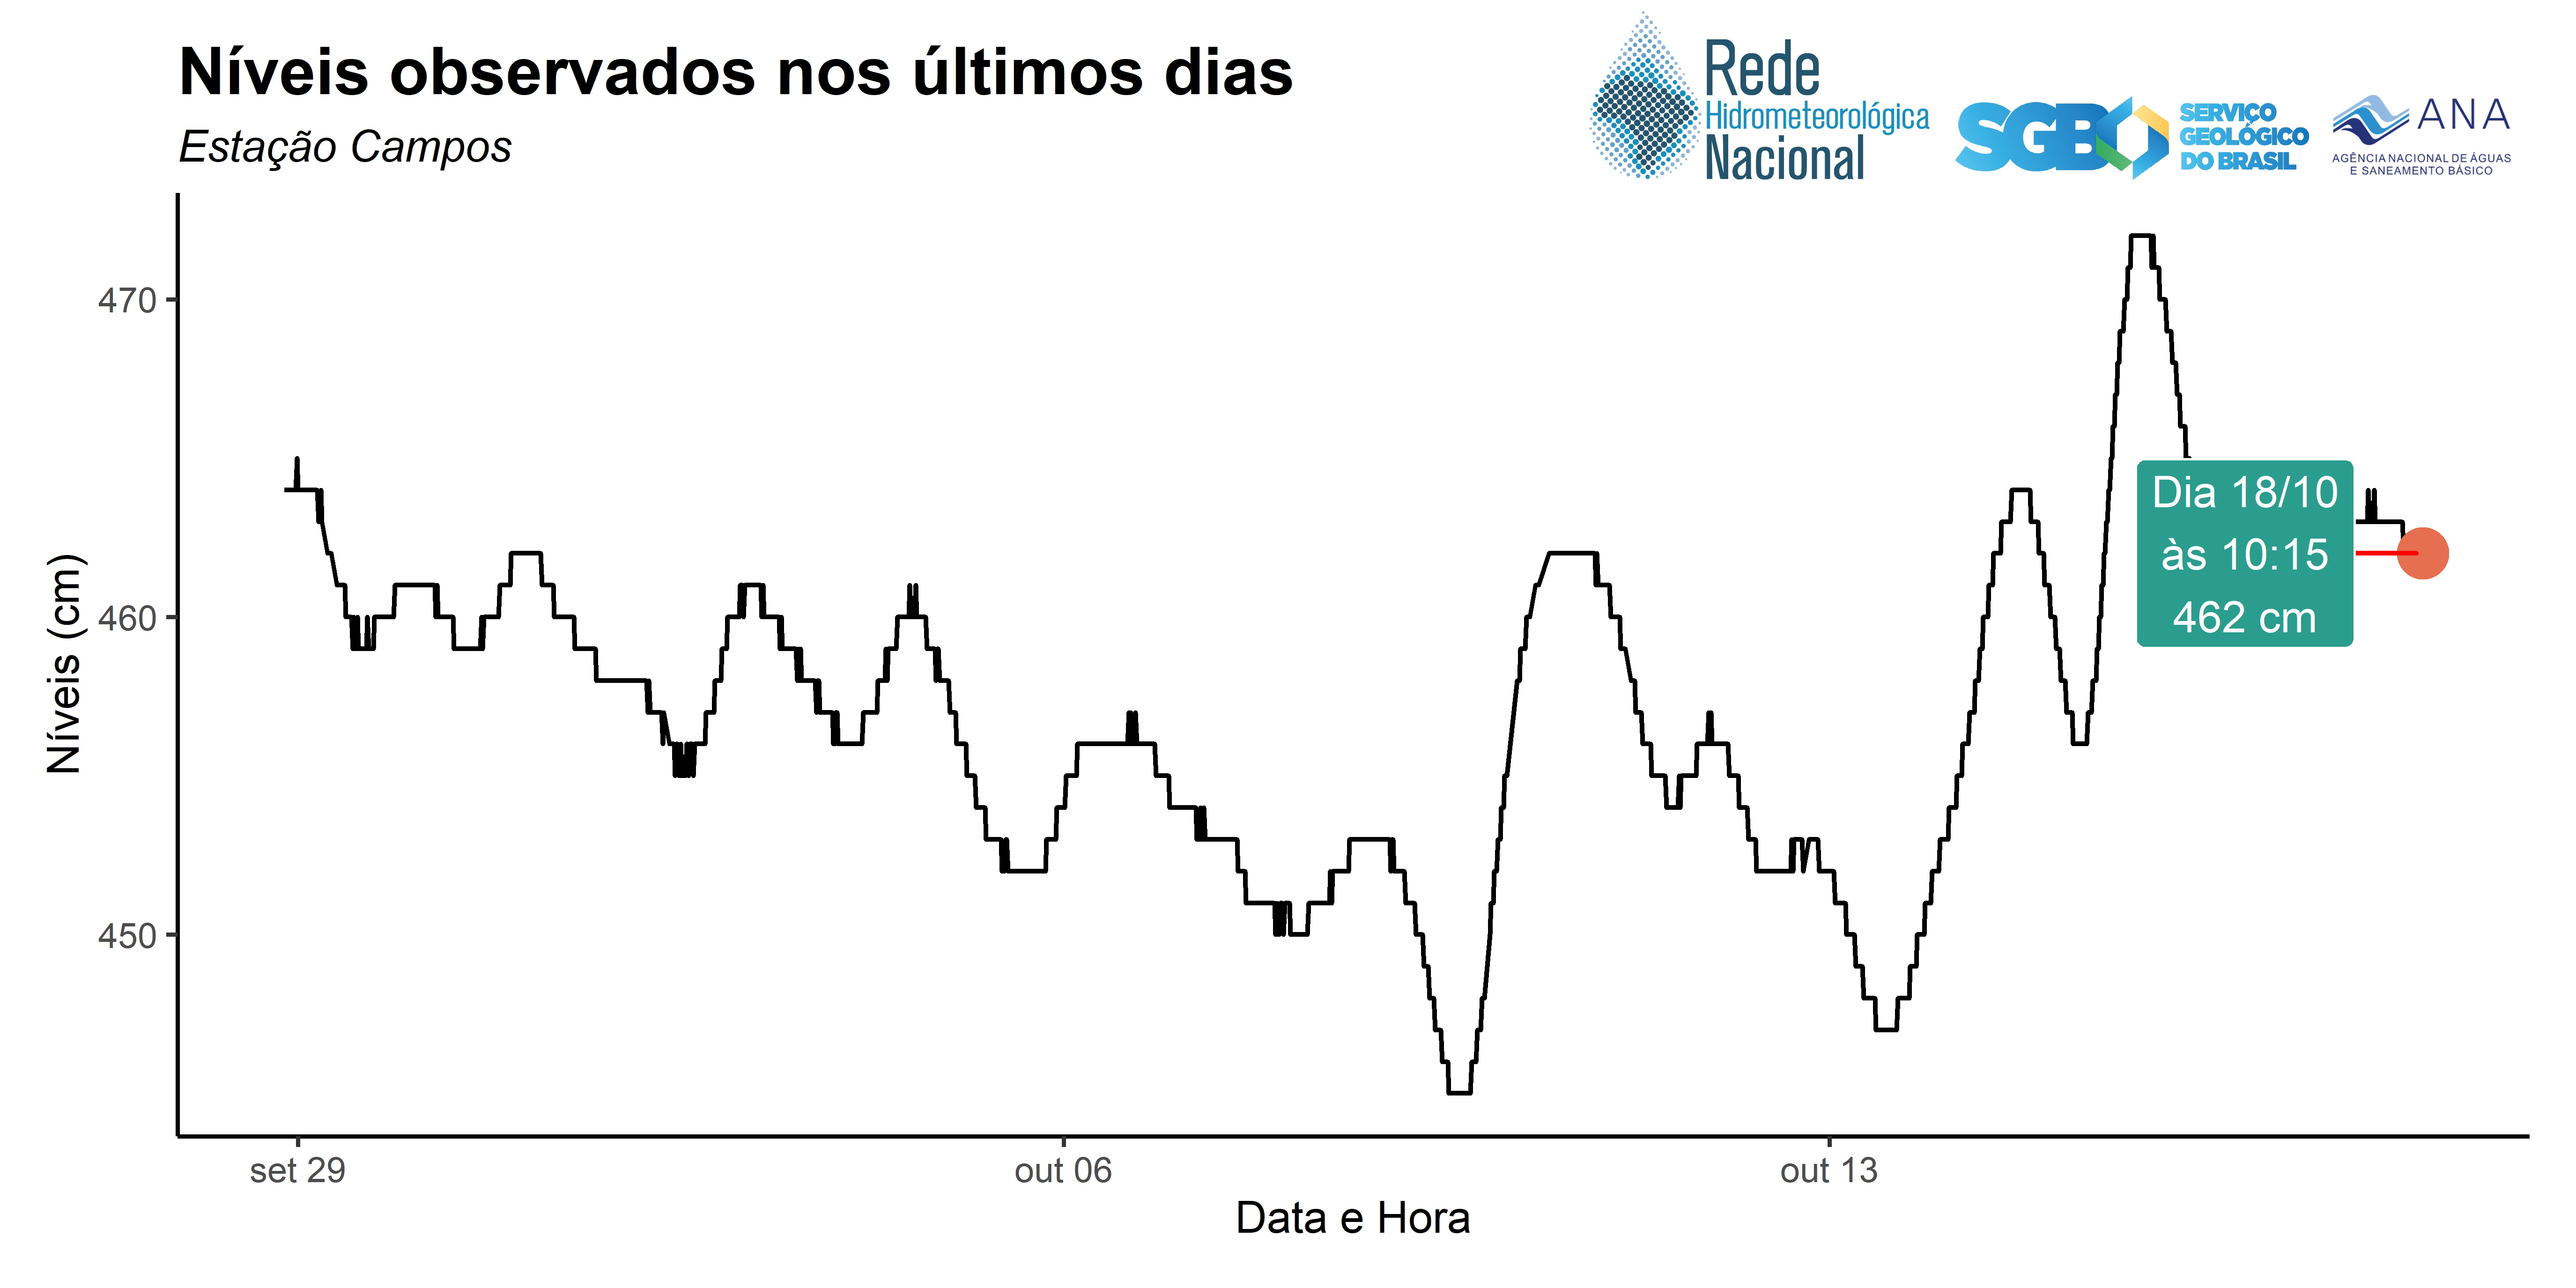 Níveis observados nos últimos dias
Estação Campos
Rede
Hidrometeorológica
Nacional
SGB
SERVIÇO
GEOLÓGICO
DO BRASIL
ANA
AGÊNCIA NACIONAL DE ÁGUAS
E SANEAMENTO BÁSICO
Níveis (cm)
470
460
450
Dia 18/10
às 10:15
462 cm
set 29
out 06
out 13
Data e Hora